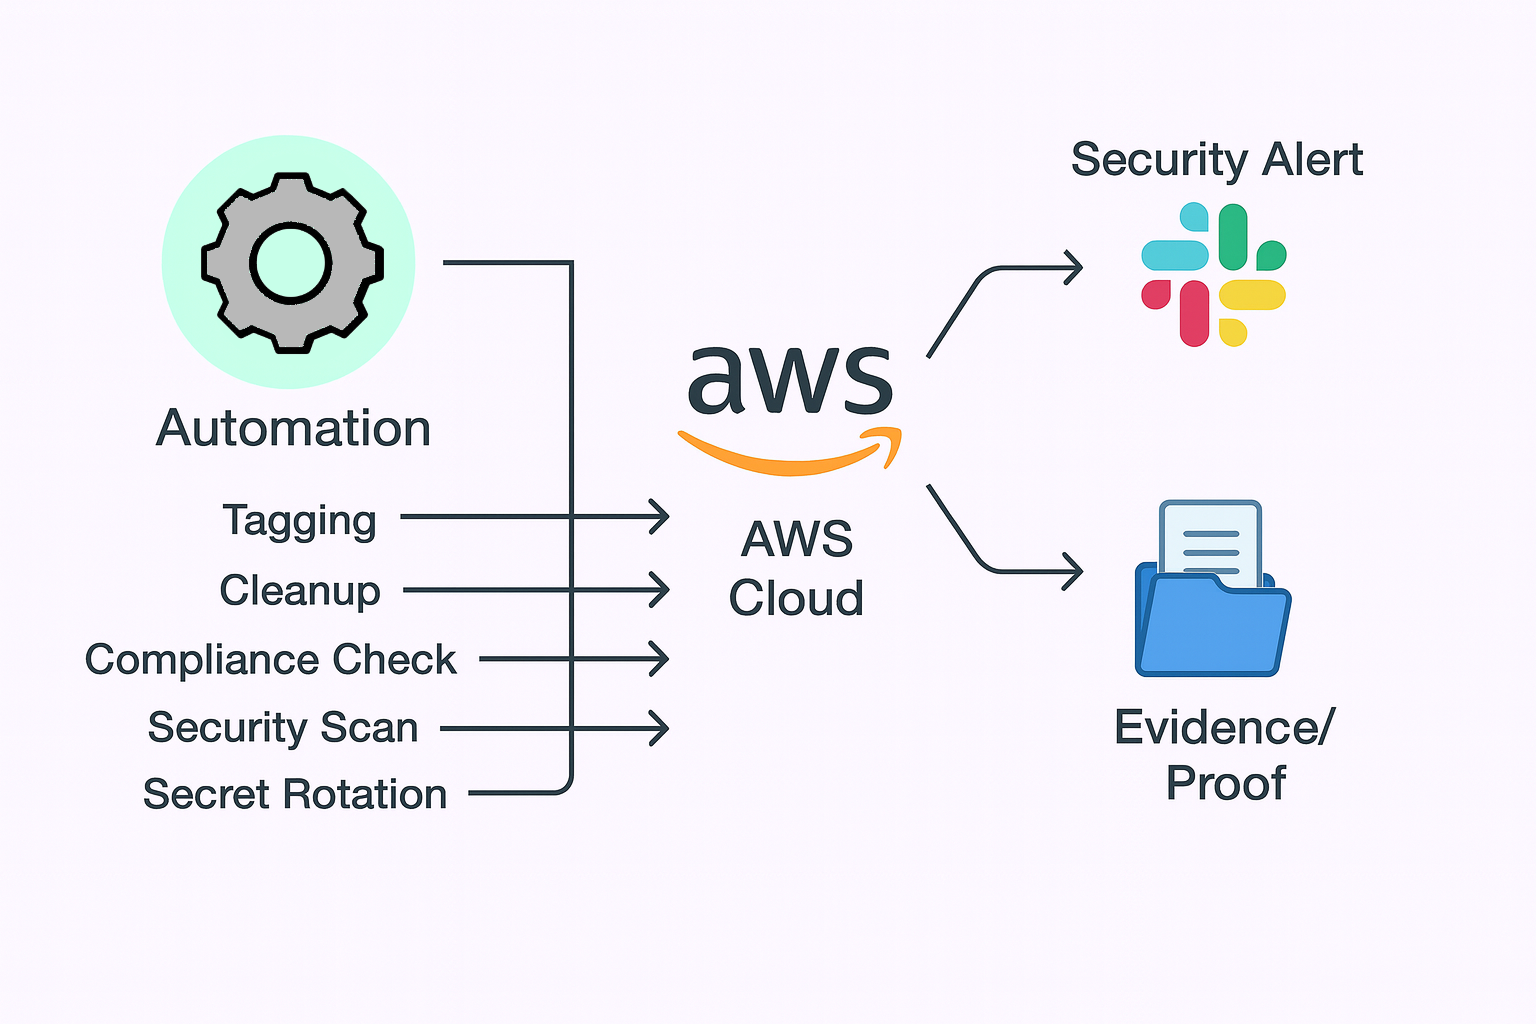 Automation
Tagging
Cleanup
Compliance Check
Security Scan
Secret Rotation
aws
AWS
Cloud
Security Alert
Evidence/
Proof